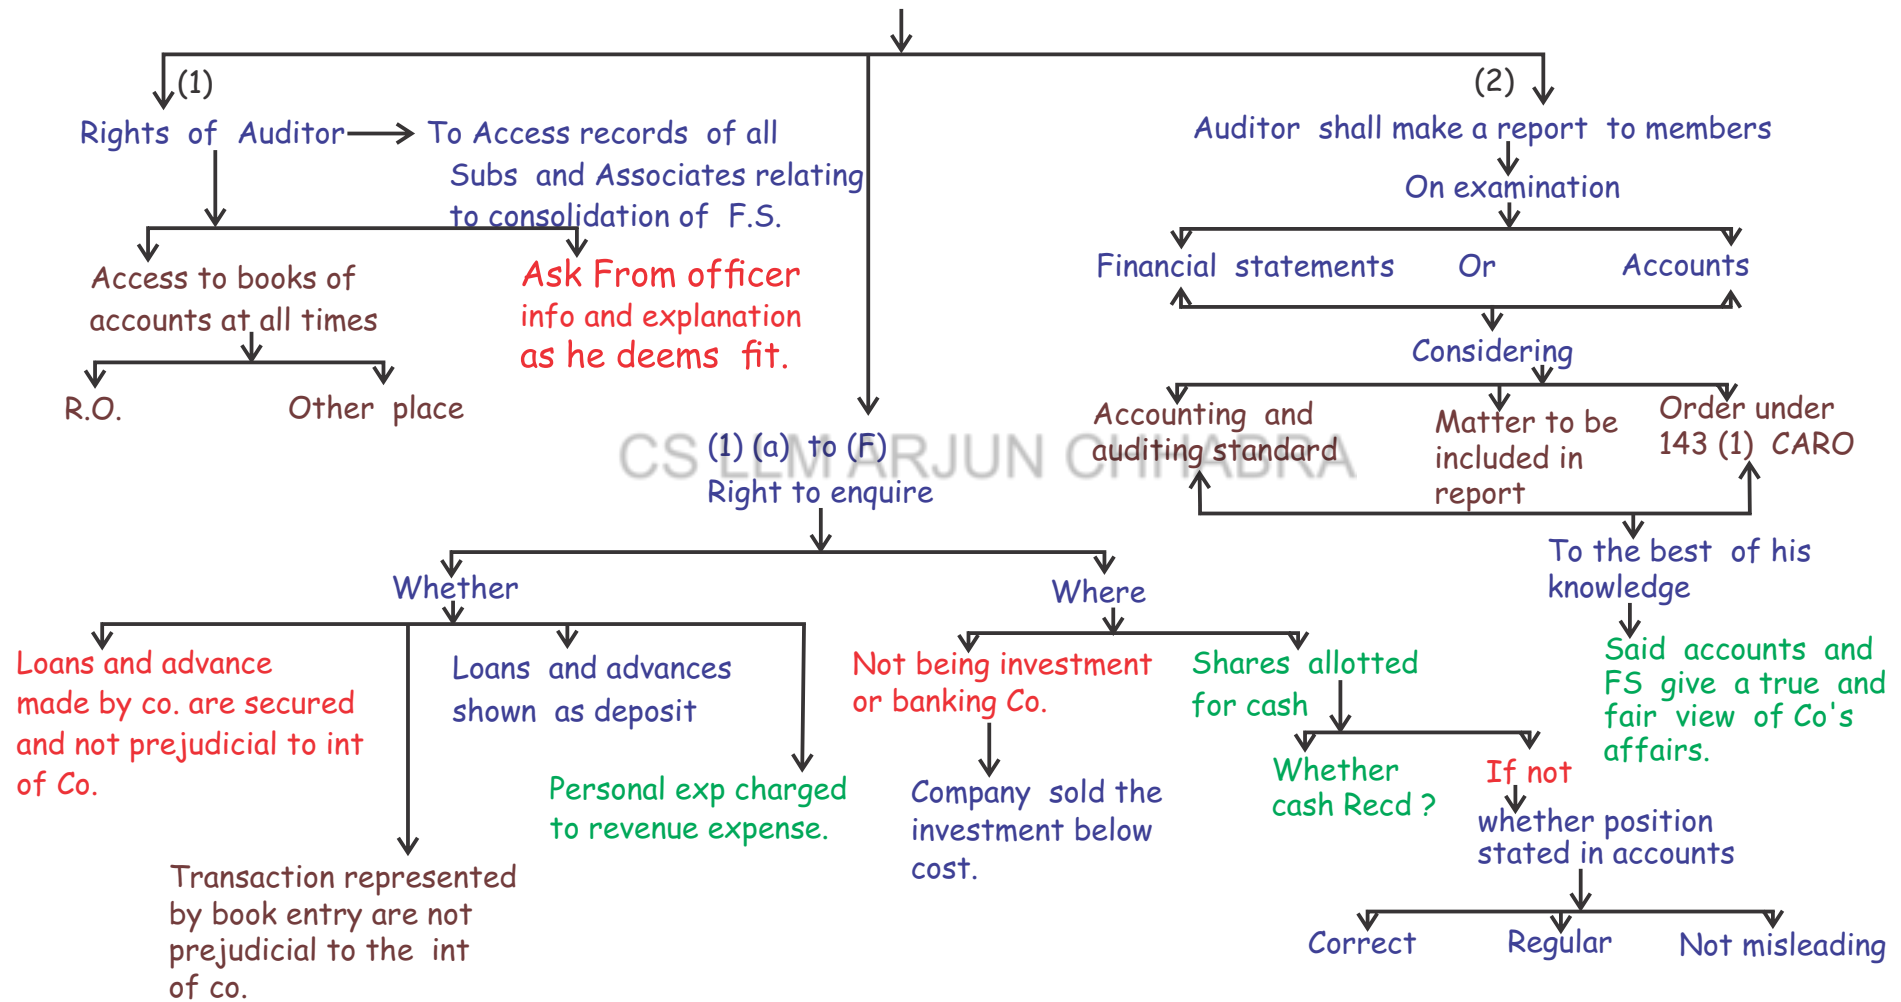 (1)
Rights of Auditor
To Access records of all
Subs and Associates relating
to consolidation of F.S.
Access to books of
accounts at all times
R.O.
Other place
Ask From officer
info and explanation
as he deems fit.
(1) (a) to (F)
Right to enquire
CS LLM ARJUN CHHABRA
Whether
Loans and advance
made by co. are secured
and not prejudicial to int
of Co.
Transaction represented
by book entry are not
prejudicial to the int
of co.
Loans and advances
shown as deposit
Personal exp charged
to revenue expense.
Where
Not being investment
or banking Co.
Company sold the
investment below
cost.
Shares allotted
for cash
Whether
cash Recd ?
If not
whether position
stated in accounts
Correct
Regular
Not misleading
(2)
Auditor shall make a report to members
On examination
Financial statements
Or
Accounts
Considering
Accounting and
auditing standard
Matter to be
included in
report
Order under
143 (1) CARO
To the best of his
knowledge
Said accounts and
FS give a true and
fair view of Co's
affairs.